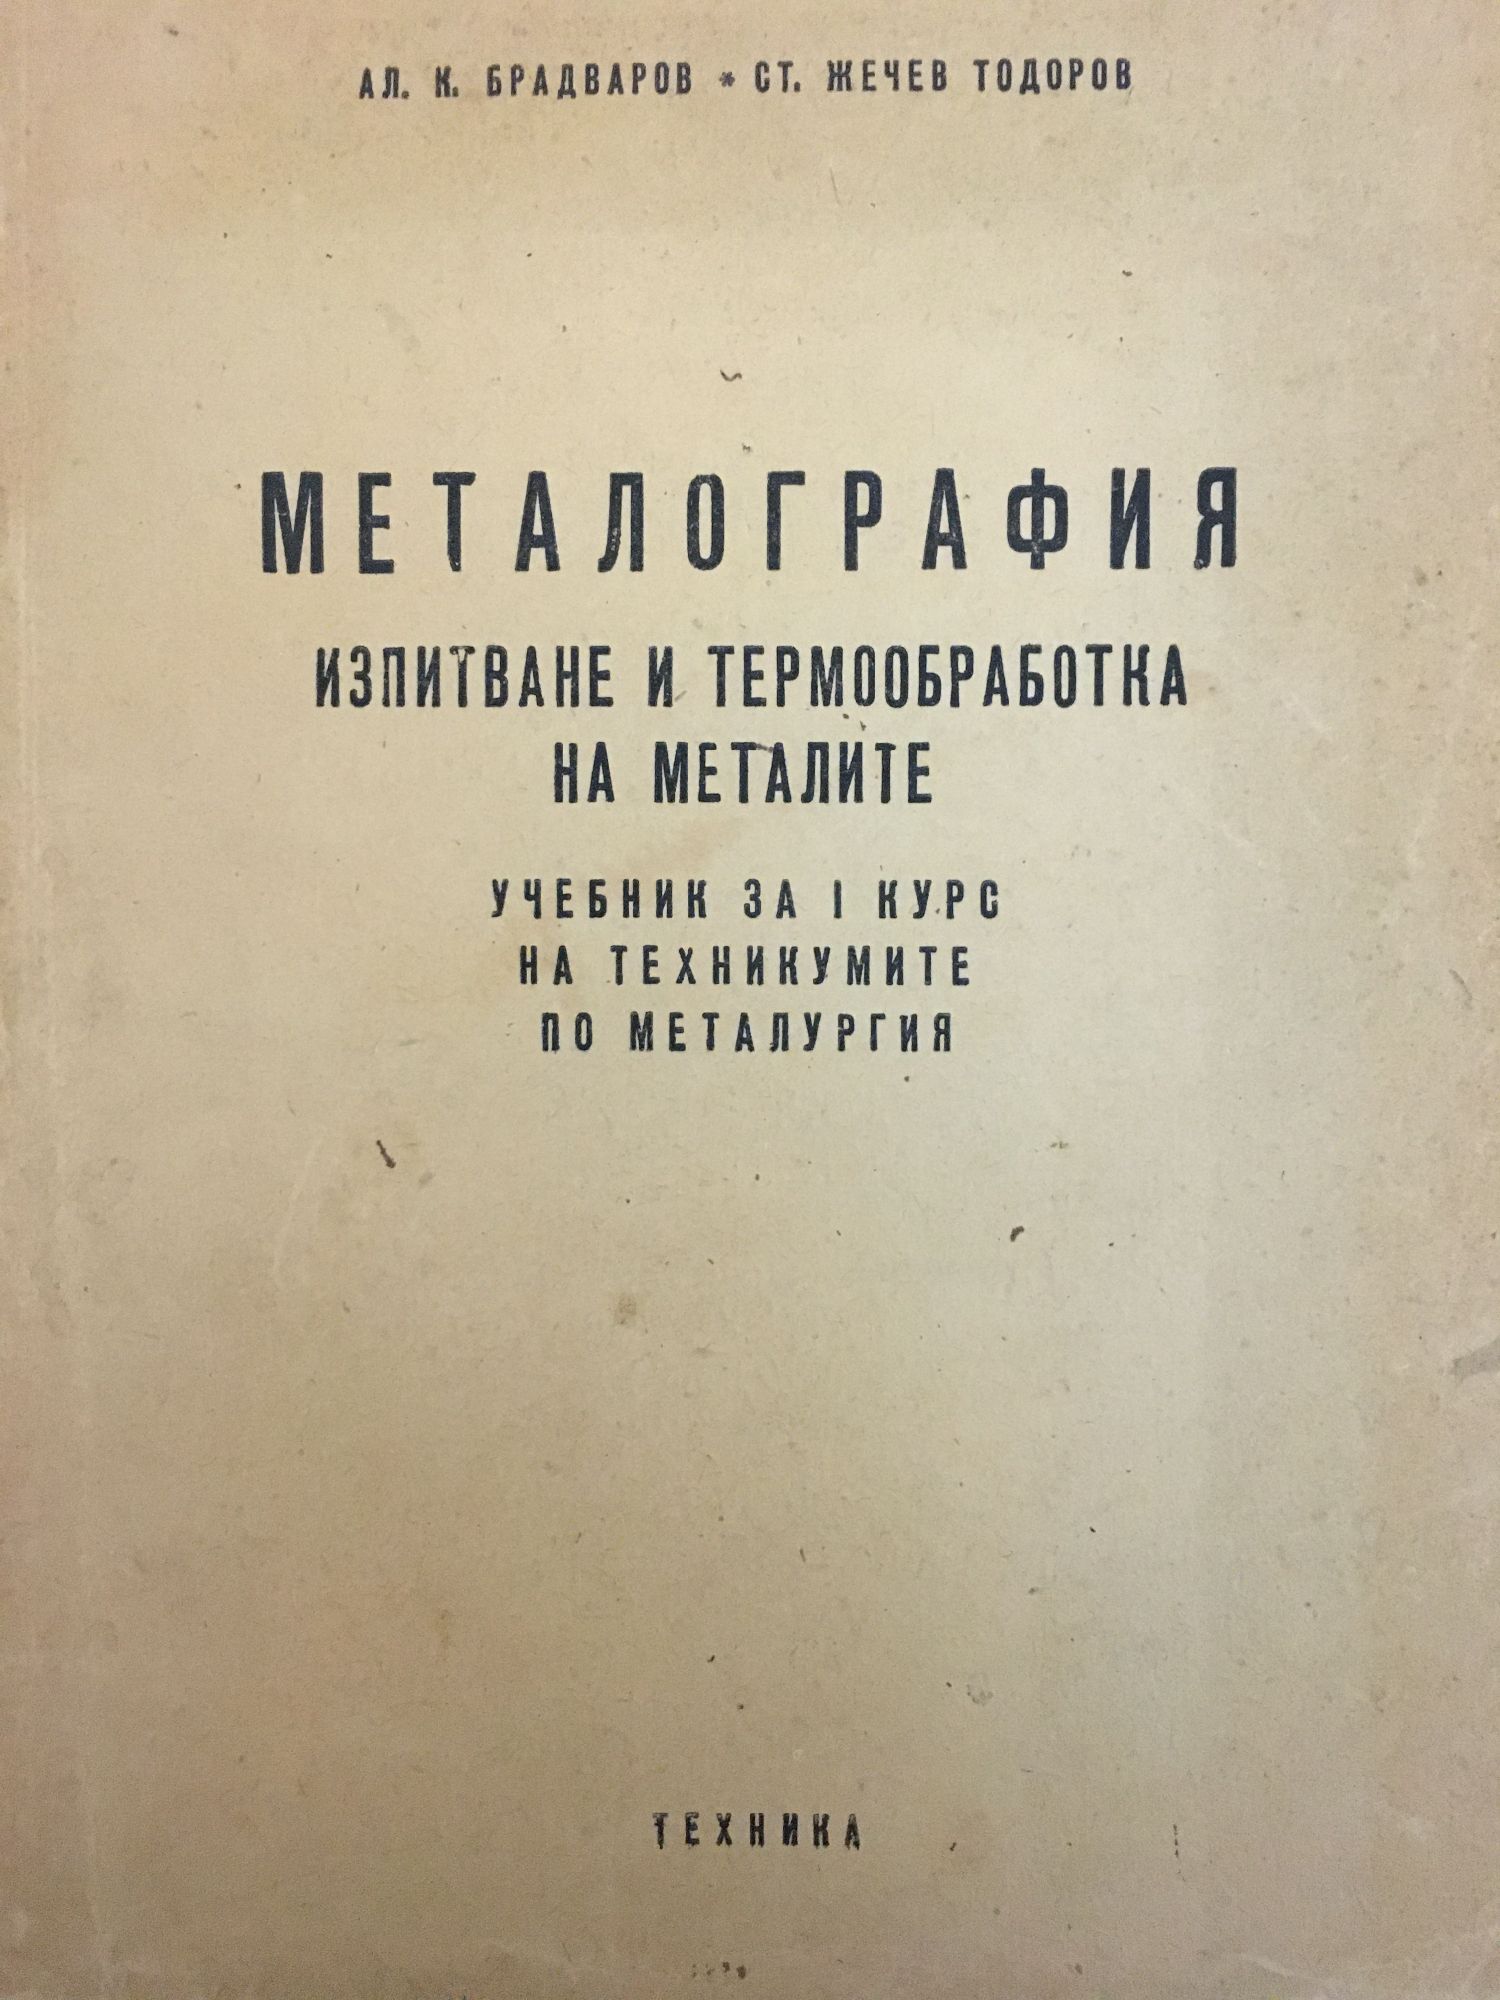 АЛ. К. БРАДВАРОВ * СТ. ЖЕЧЕВ ТОДОРОВ
МЕТАЛОГРАФИЯ
ИЗПИТВАНЕ И ТЕРМООБРАБОТКА
НА МЕТАЛИТЕ
УЧЕБНИК ЗА I КУРС
НА ТЕХНИКУМИТЕ
ПО МЕТАЛУРГИЯ
ТЕХНИКА